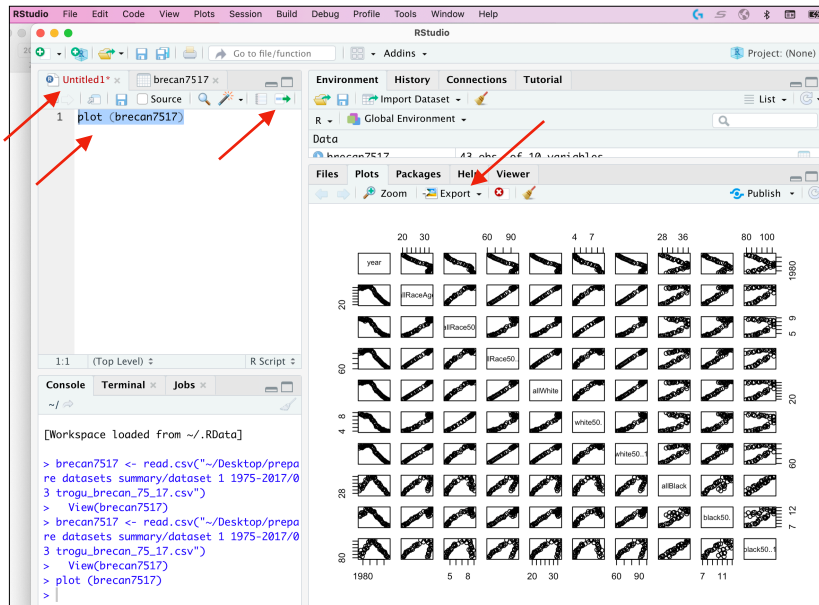 RStudio File Edit Code View Plots Session Build Debug Profile Tools Window Help
RStudio
Go to file/function Addins Project: (None)
Untitled1* brecan7517
Source
1 plot (brecan7517)
1:1 (Top Level) R Script
Console Terminal Jobs
~/
[Workspace loaded from ~/.RData]
> brecan7517 <- read.csv("~/Desktop/prepa
re datasets summary/dataset 1 1975-2017/0
3 trogu_brecan_75_17.csv")
> View(brecan7517)
> brecan7517 <- read.csv("~/Desktop/prepa
re datasets summary/dataset 1 1975-2017/0
3 trogu_brecan_75_17.csv")
> View(brecan7517)
> plot (brecan7517)
>
Environment History Connections Tutorial
Import Dataset List
R Global Environment
Data
brecan7517 43 obs. of 10 variables
Files Plots Packages Help Viewer
Zoom Export Publish
20 30 60 90 4 7 28 36 80 100
year 1980
20 llRaceAge
allRace50 5 9
60 lRace50..
allWhite 20
4 8 white50.
white50..1 60
28 allBlack
black50. 7 12
80 black50..1
1980 5 8 20 30 60 90 7 11